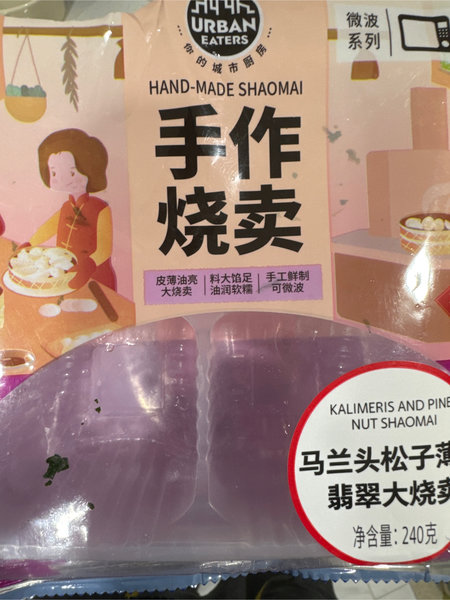 URBAN
EATERS
你的城市厨房
微波
系列
HAND-MADE SHAOMAI
手作
烧卖
皮薄油亮
大烧卖
料大馅足
油润软糯
手工鲜制
可微波
KALIMERIS AND PINE
NUT SHAOMAI
马兰头松子薄
翡翠大烧卖
净含量：240克